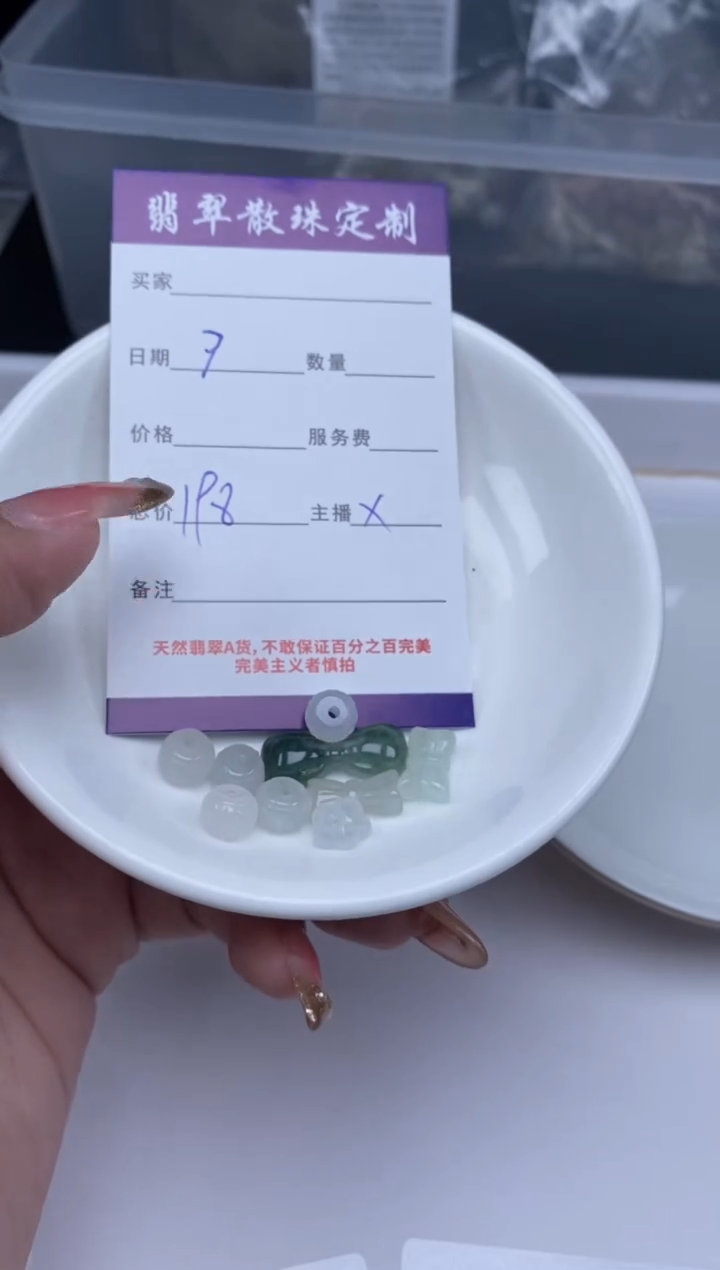 翡翠散珠定制
买家
日期 7 数量
价格 服务费
总价 198 主播 X
备注
天然翡翠A货,不敢保证百分之百完美
完美主义者慎拍